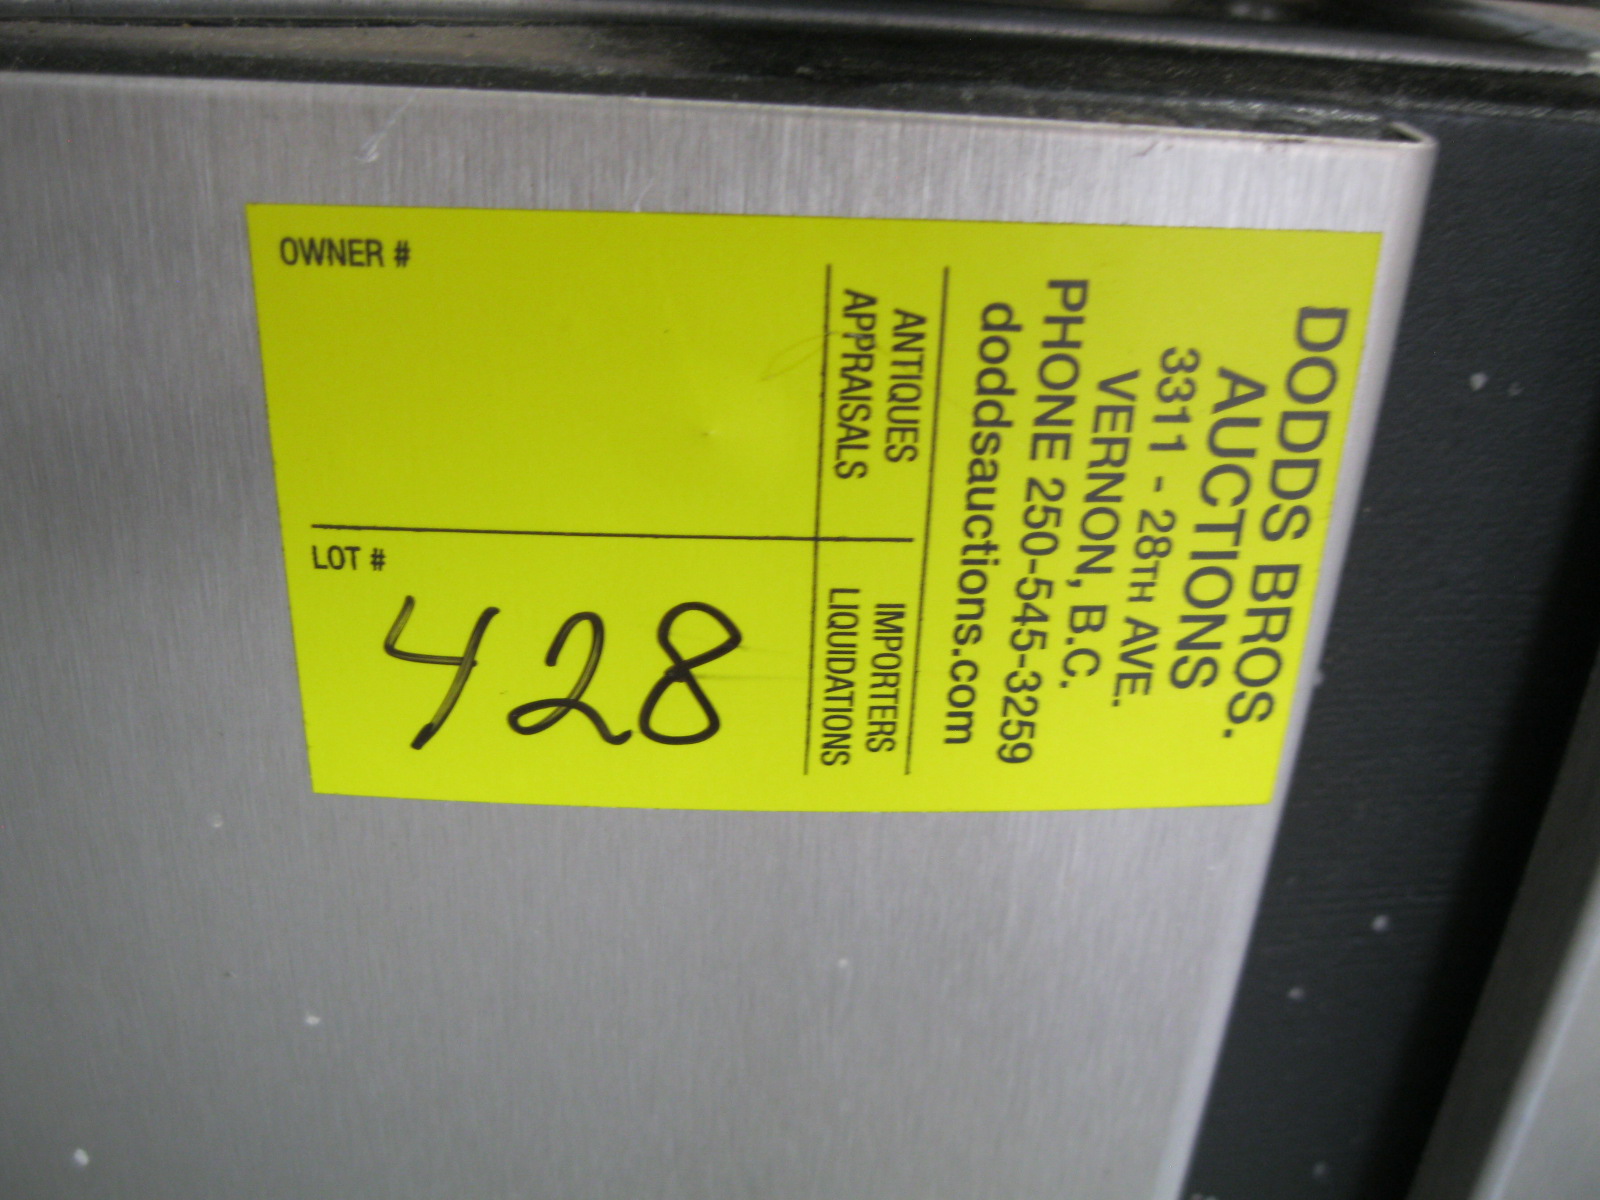 DODDS BROS.
AUCTIONS
3311 - 28TH AVE.
VERNON, B.C.
PHONE 250-545-3259
doddsauctions.com
ANTIQUES
APPRAISALS
IMPORTERS
LIQUIDATIONS
OWNER #
LOT #
428